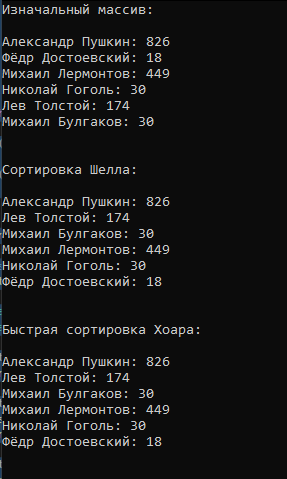 Изначальный массив:
Александр Пушкин: 826
Фёдр Достоевский: 18
Михаил Лермонтов: 449
Николай Гоголь: 30
Лев Толстой: 174
Михаил Булгаков: 30
Сортировка Шелла:
Александр Пушкин: 826
Лев Толстой: 174
Михаил Булгаков: 30
Михаил Лермонтов: 449
Николай Гоголь: 30
Фёдр Достоевский: 18
Быстрая сортировка Хоара:
Александр Пушкин: 826
Лев Толстой: 174
Михаил Булгаков: 30
Михаил Лермонтов: 449
Николай Гоголь: 30
Фёдр Достоевский: 18